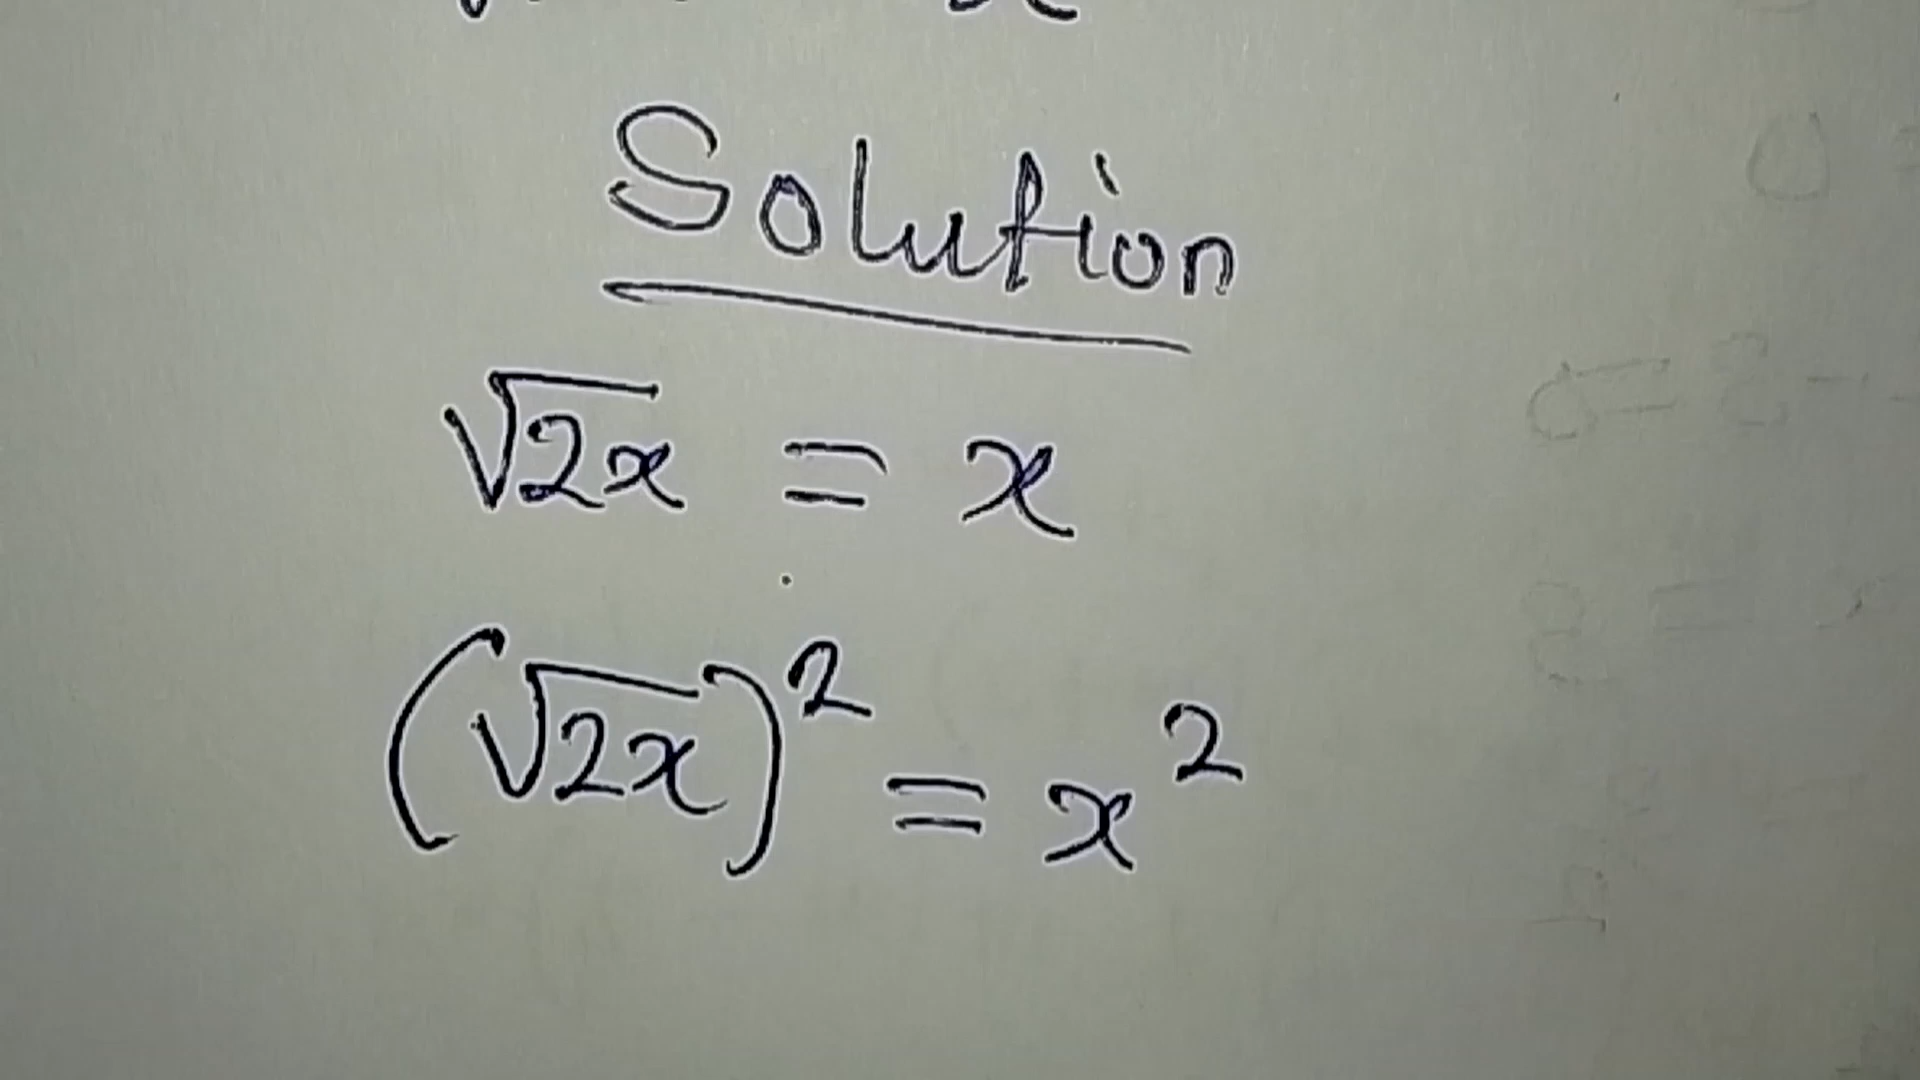 Solution
√2x = x
(√2x)² = x²